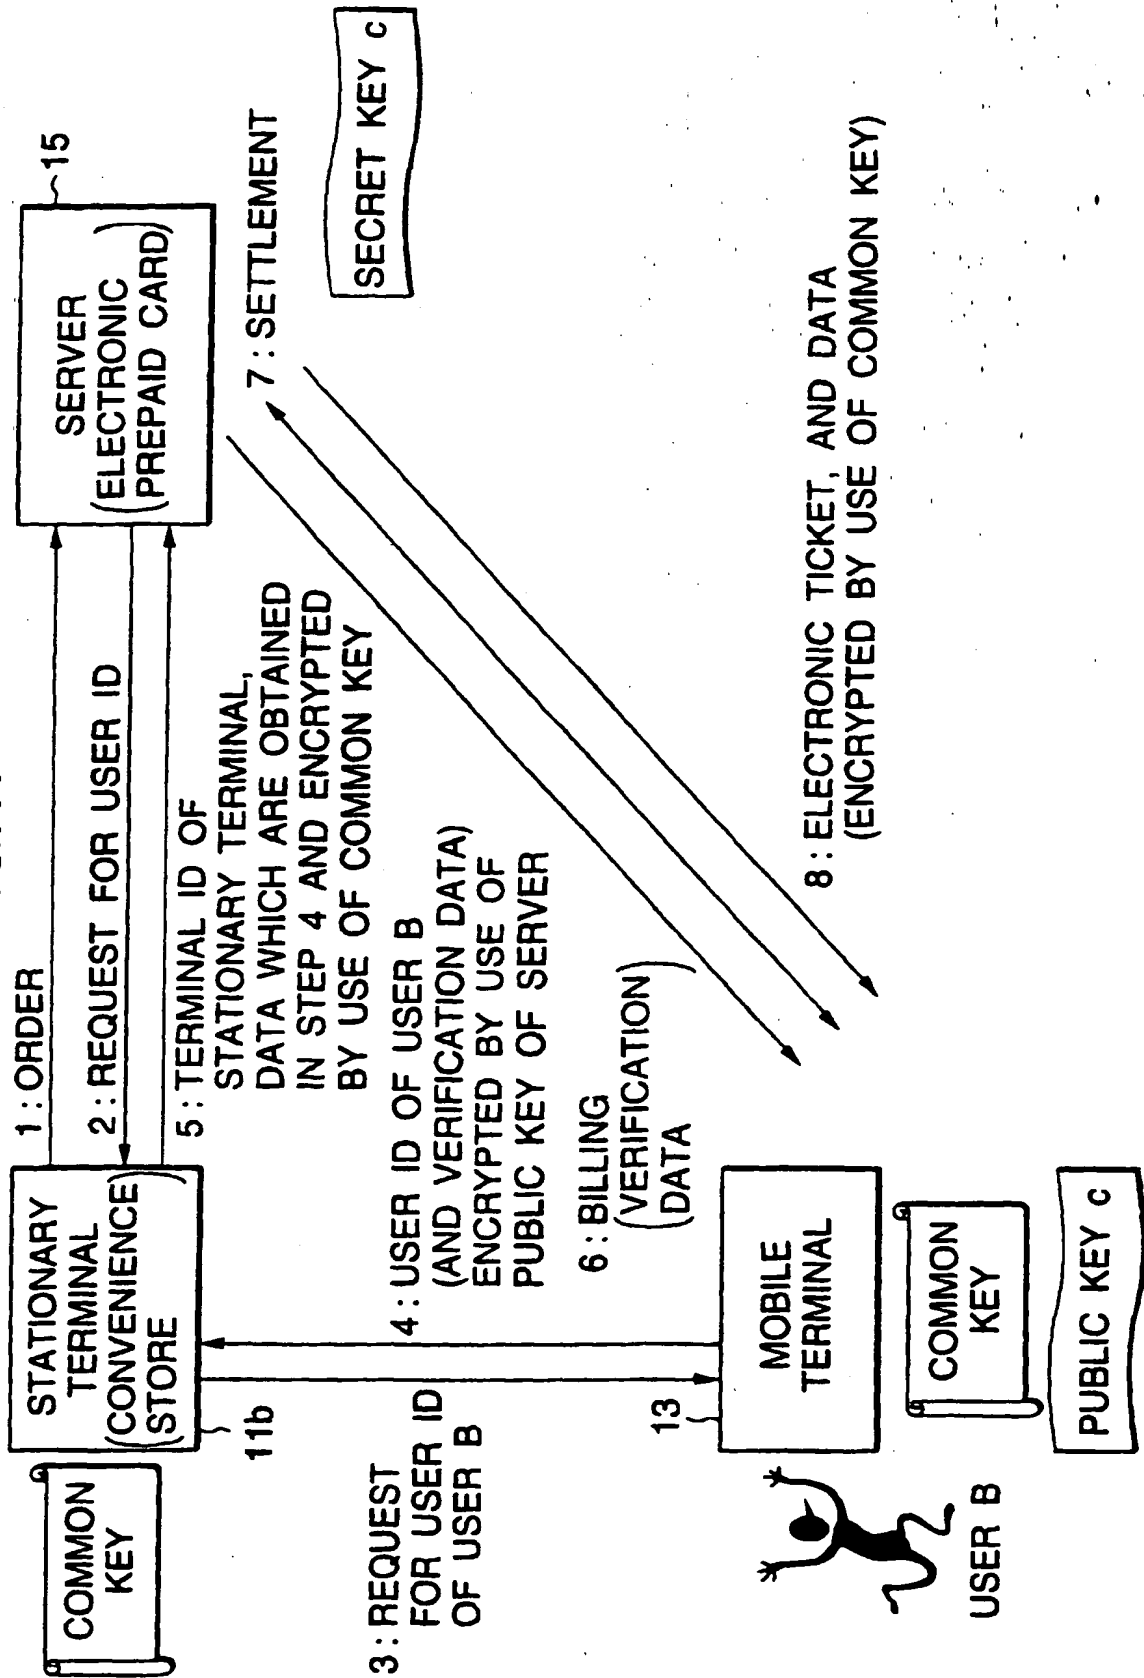 COMMON
KEY
STATIONARY
TERMINAL
(CONVENIENCE
STORE)
11b
1 : ORDER
2 : REQUEST FOR USER ID
5 : TERMINAL ID OF
STATIONARY TERMINAL,
DATA WHICH ARE OBTAINED
IN STEP 4 AND ENCRYPTED
BY USE OF COMMON KEY
SERVER
(ELECTRONIC
PREPAID CARD)
15
7 : SETTLEMENT
SECRET KEY c
3 : REQUEST
FOR USER ID
OF USER B
4 : USER ID OF USER B
(AND VERIFICATION DATA)
ENCRYPTED BY USE OF
PUBLIC KEY OF SERVER
6 : BILLING
(VERIFICATION
DATA)
8 : ELECTRONIC TICKET, AND DATA
(ENCRYPTED BY USE OF COMMON KEY)
13
MOBILE
TERMINAL
USER B
COMMON
KEY
PUBLIC KEY c